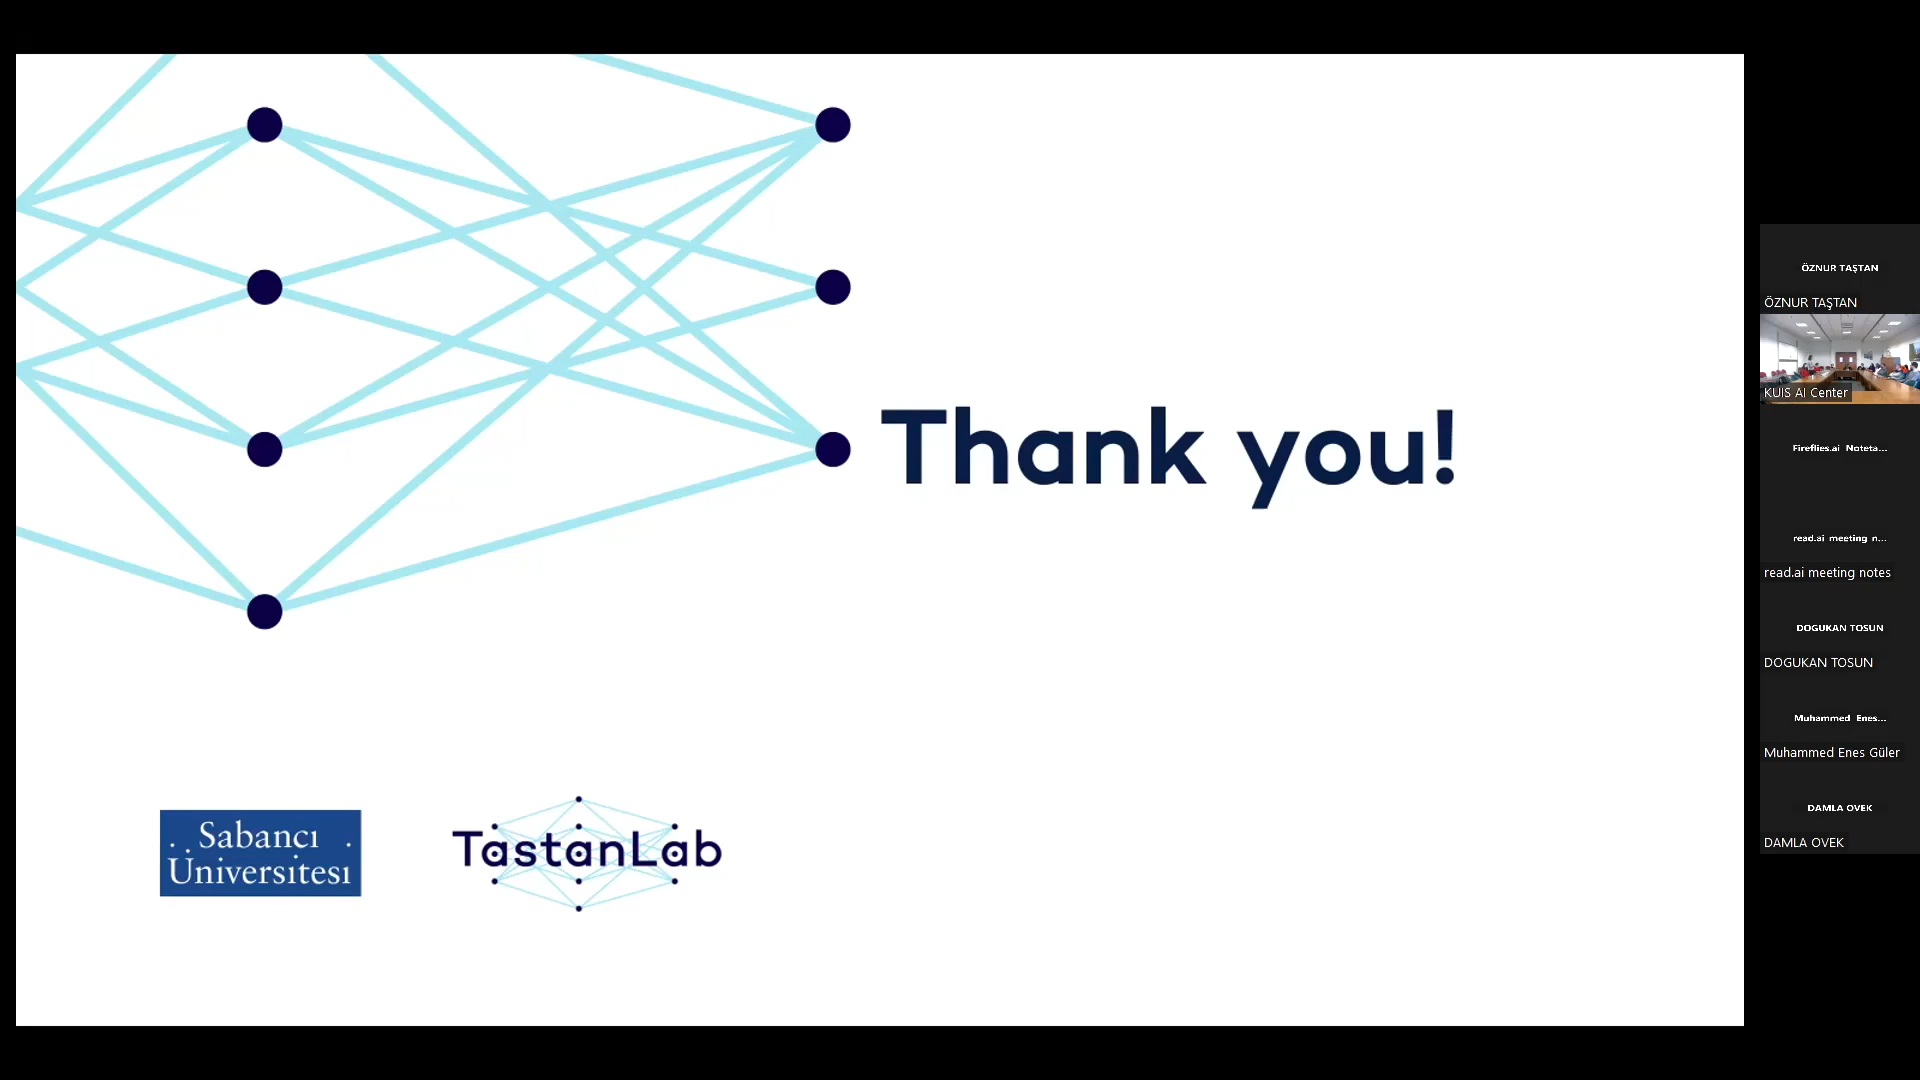 Thank you!
Sabancı
Üniversitesi
TastanLab
ÖZNUR TAŞTAN
ÖZNUR TAŞTAN
KUIS AI Center
Fireflies.ai Noteta...
read.ai meeting n...
read.ai meeting notes
DOGUKAN TOSUN
DOGUKAN TOSUN
Muhammed Enes...
Muhammed Enes Güler
DAMLA OVEK
DAMLA OVEK